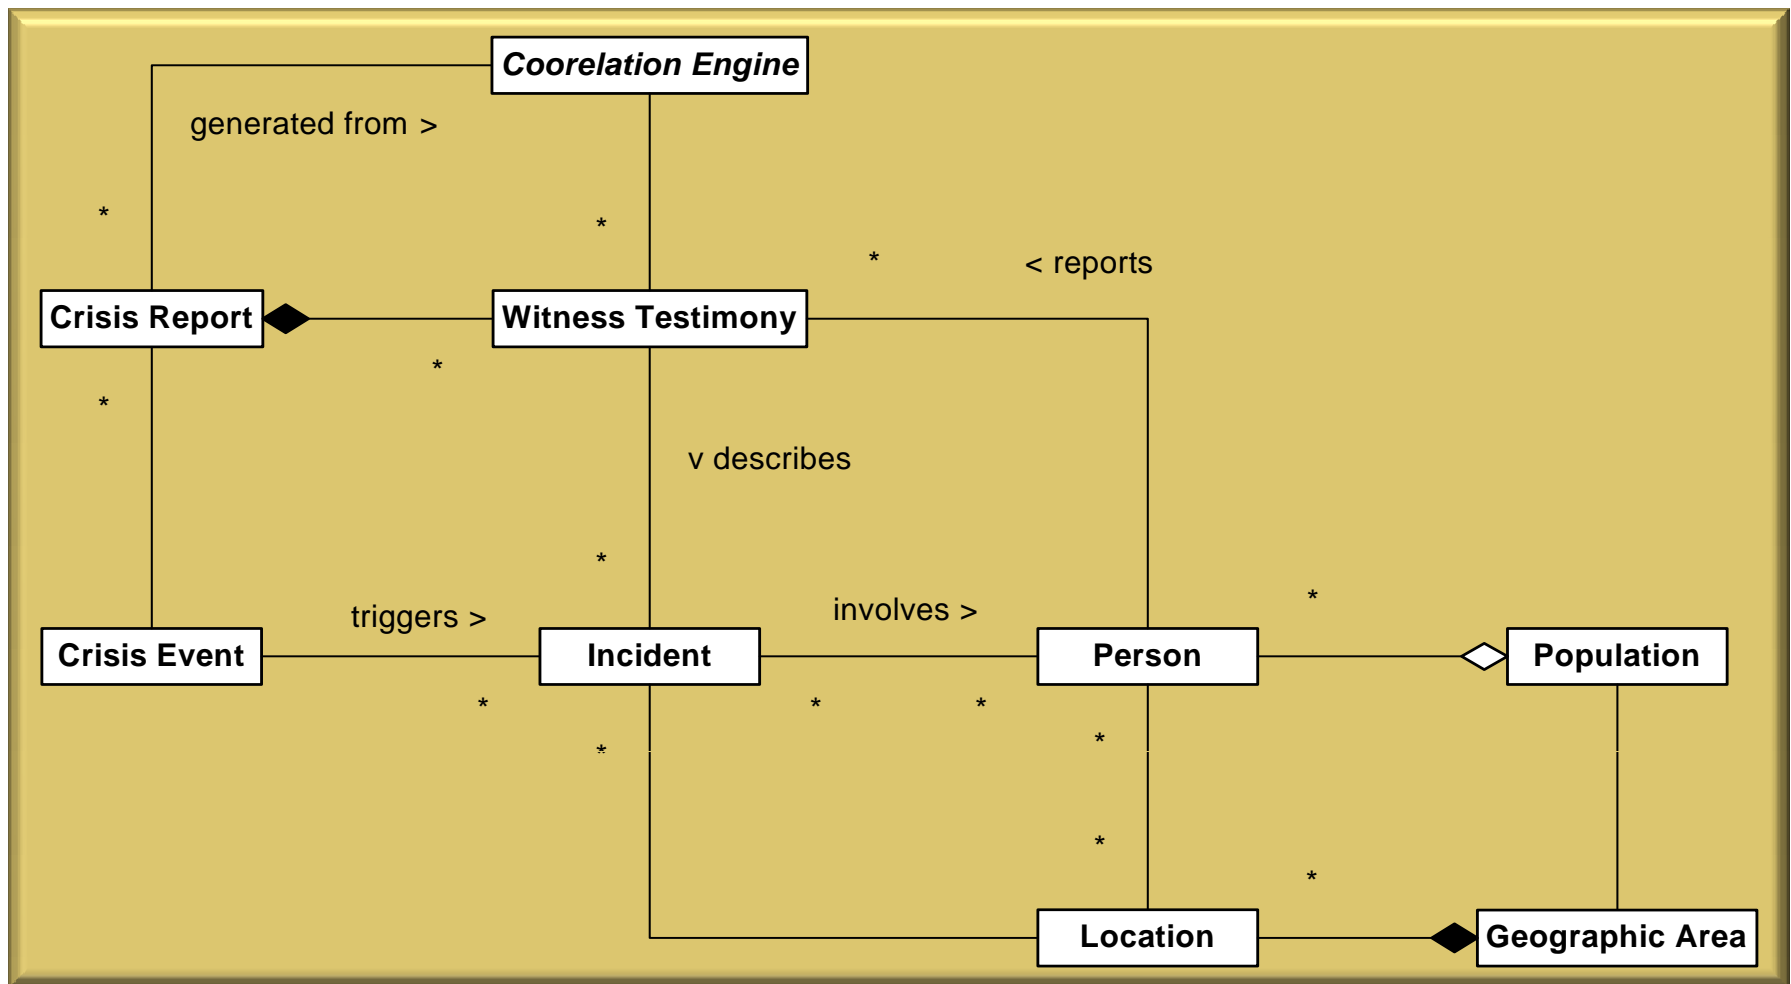 Coorelation Engine
generated from >
*
*
*
< reports
Crisis Report
Witness Testimony
*
*
v describes
*
*
triggers >
involves >
Crisis Event
Incident
Person
Population
*
*
*
*
*
*
*
Location
Geographic Area